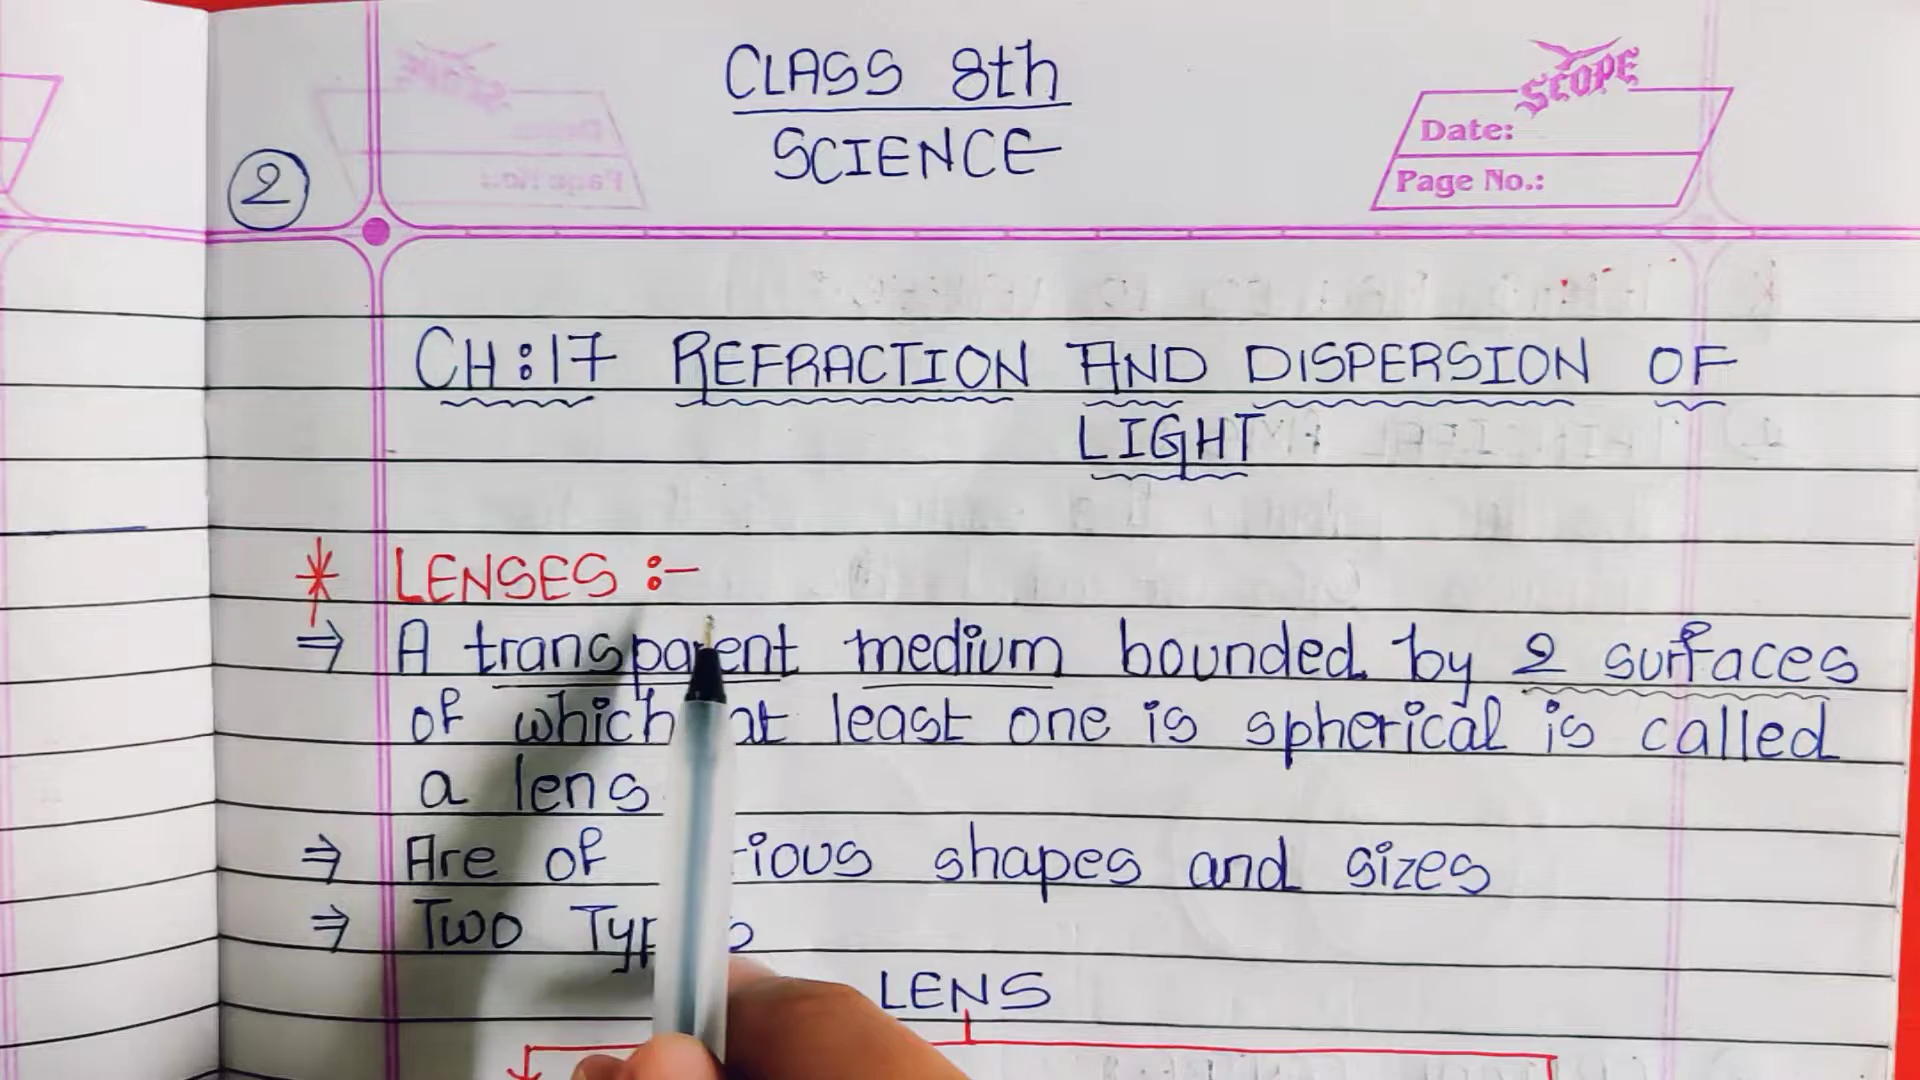 CLASS 8th
SCIENCE
SCOPE
Date:
Page No.:
2
CH:17 REFRACTION AND DISPERSION OF
LIGHT
* LENSES :-
⇒ A transparent medium bounded by 2 surfaces
of which at least one is spherical is called
a lens
⇒ Are of shapes and sizes
⇒ Two
LENS